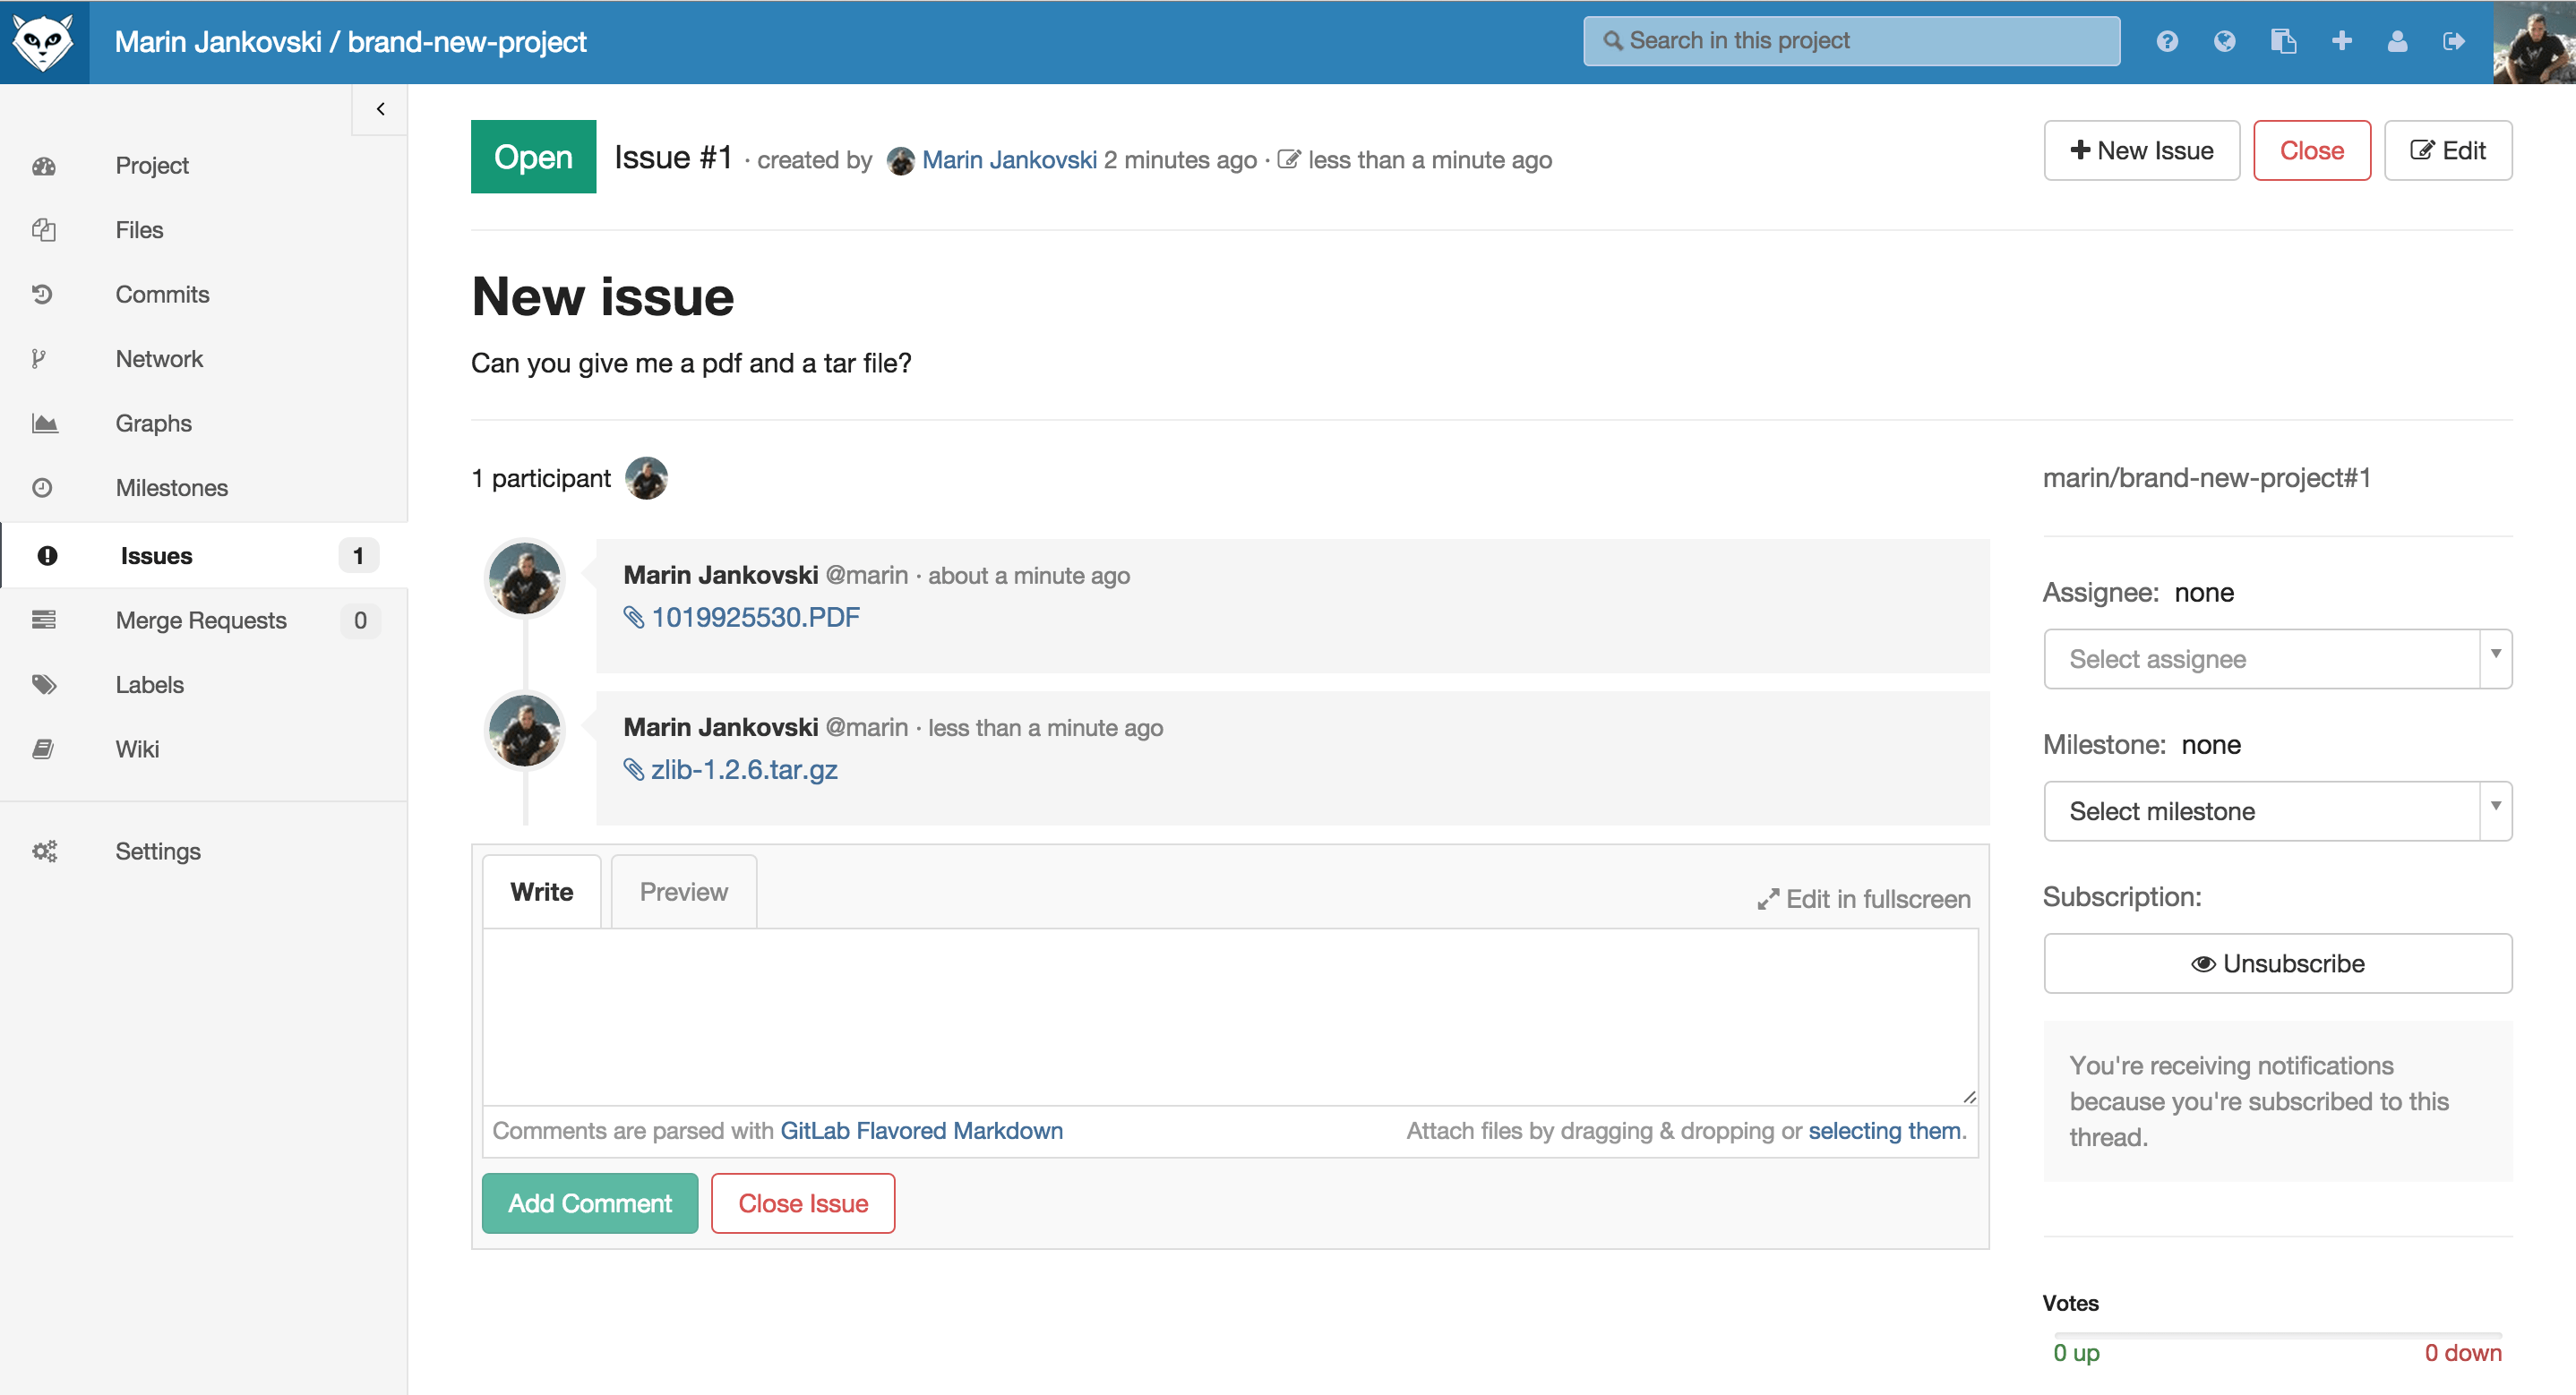 Marin Jankovski / brand-new-project
Search in this project
Project
Files
Commits
Network
Graphs
Milestones
Issues 1
Merge Requests 0
Labels
Wiki
Settings
Open Issue #1 · created by Marin Jankovski 2 minutes ago · less than a minute ago
New Issue
Close
Edit
New issue
Can you give me a pdf and a tar file?
1 participant
Marin Jankovski @marin · about a minute ago
1019925530.PDF
Marin Jankovski @marin · less than a minute ago
zlib-1.2.6.tar.gz
Write
Preview
Edit in fullscreen
Comments are parsed with GitLab Flavored Markdown
Attach files by dragging & dropping or selecting them.
Add Comment
Close Issue
marin/brand-new-project#1
Assignee: none
Select assignee
Milestone: none
Select milestone
Subscription:
Unsubscribe
You're receiving notifications
because you're subscribed to this
thread.
Votes
0 up
0 down